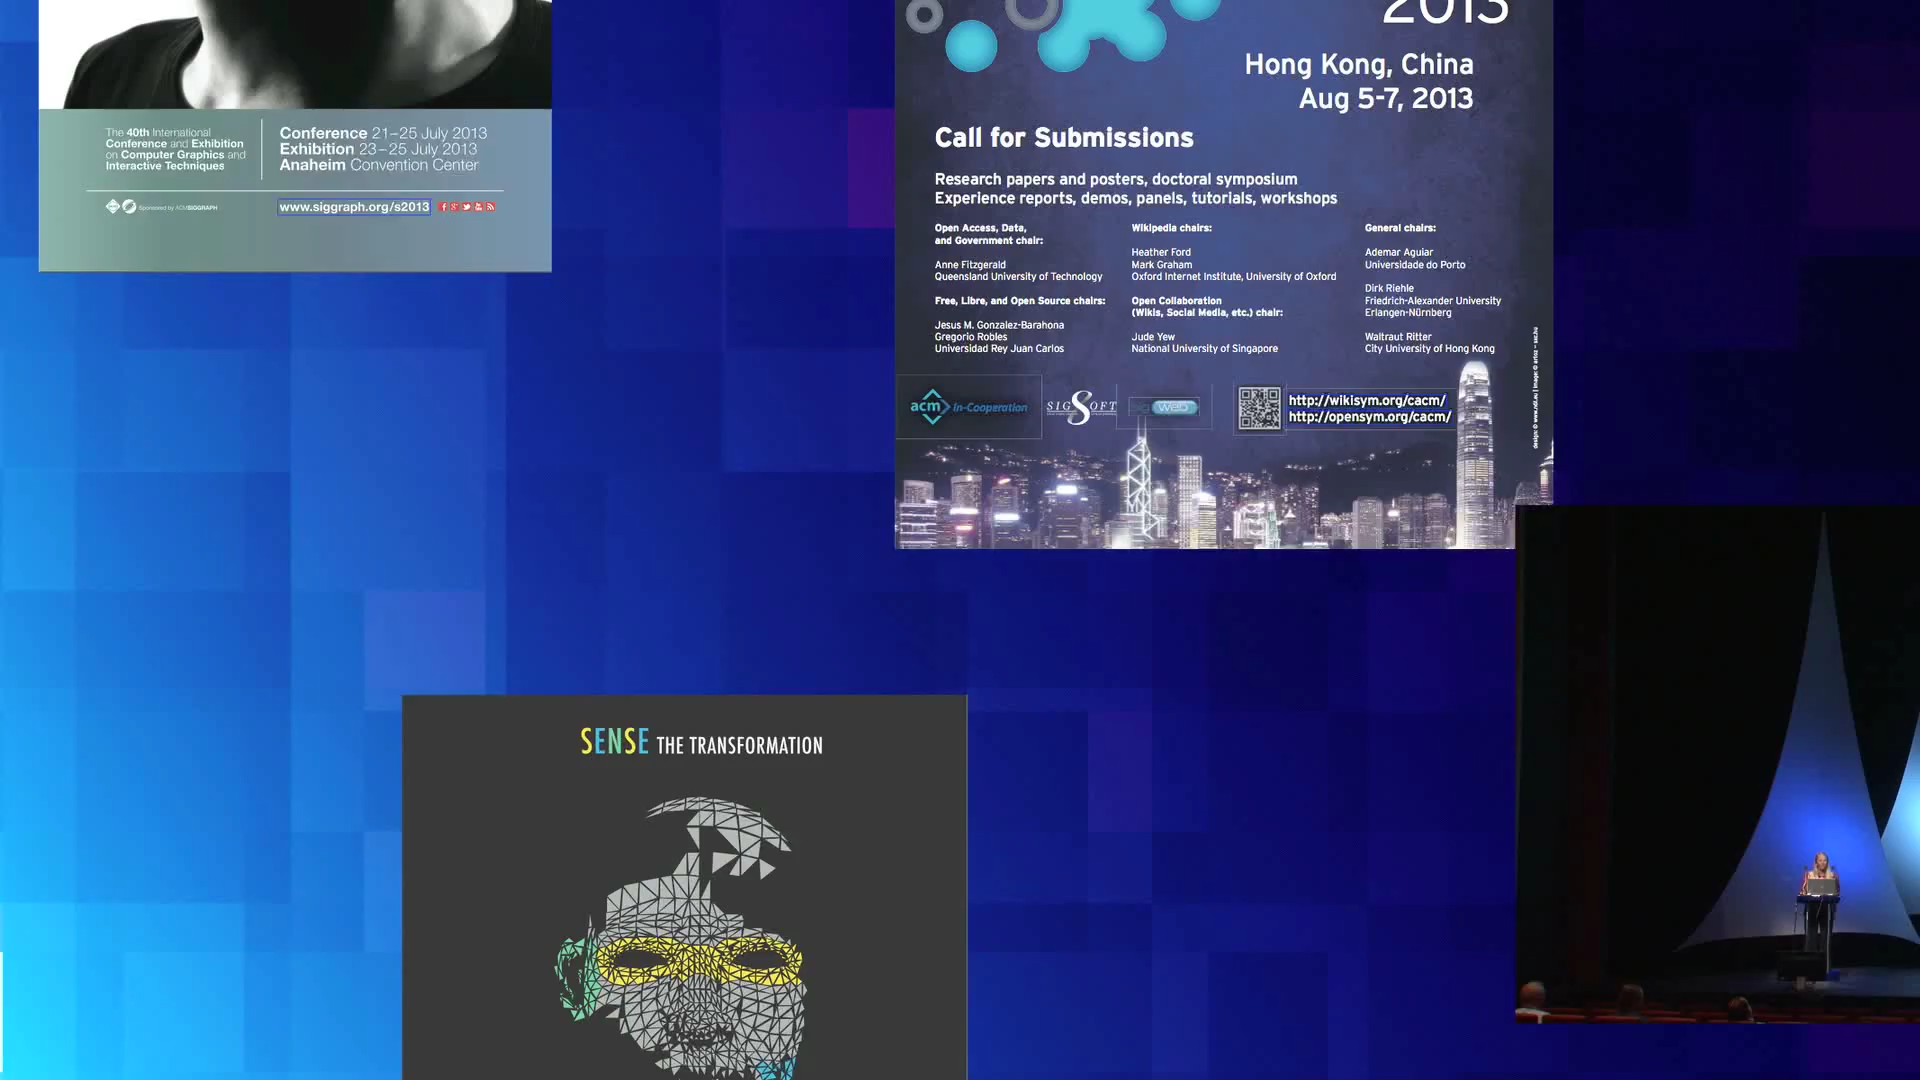 The 40th International
Conference and Exhibition
on Computer Graphics and
Interactive Techniques
Conference 21–25 July 2013
Exhibition 23–25 July 2013
Anaheim Convention Center
Sponsored by ACMSIGGRAPH
www.siggraph.org/s2013
2013
Hong Kong, China
Aug 5-7, 2013
Call for Submissions
Research papers and posters, doctoral symposium
Experience reports, demos, panels, tutorials, workshops
Open Access, Data,
and Government chair:
Anne Fitzgerald
Queensland University of Technology
Free, Libre, and Open Source chairs:
Jesus M. Gonzalez-Barahona
Gregorio Robles
Universidad Rey Juan Carlos
Wikipedia chairs:
Heather Ford
Mark Graham
Oxford Internet Institute, University of Oxford
Open Collaboration
(Wikis, Social Media, etc.) chair:
Jude Yew
National University of Singapore
General chairs:
Ademar Aguiar
Universidade do Porto
Dirk Riehle
Friedrich-Alexander University
Erlangen-Nürnberg
Waltraut Ritter
City University of Hong Kong
acm In-Cooperation
SIGSOFT
sig web
http://wikisym.org/cacm/
http://opensym.org/cacm/
SENSE THE TRANSFORMATION